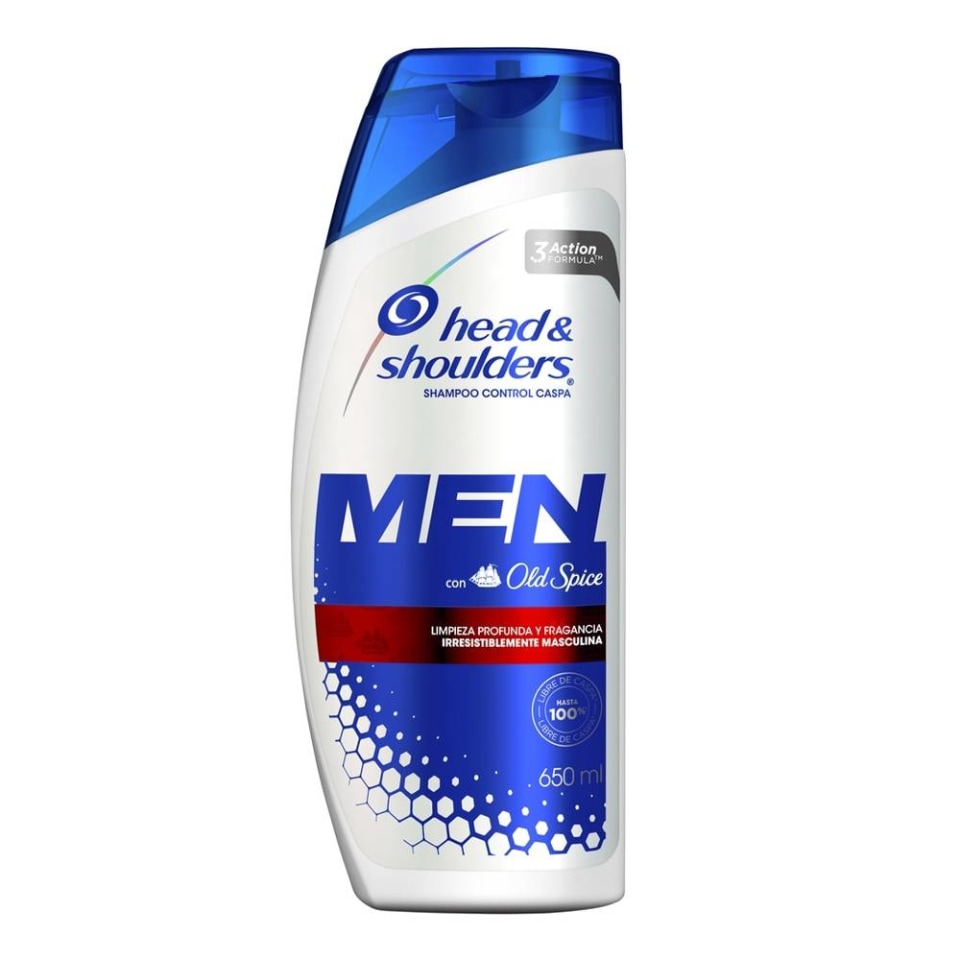 3 Action
FORMULA™
head &
shoulders®
SHAMPOO CONTROL CASPA
MEN
con Old Spice
LIMPIEZA PROFUNDA Y FRAGANCIA
IRRESISTIBLEMENTE MASCULINA
LIBRE DE CASPA*
HASTA
100%
LIBRE DE CASPA*
650 ml